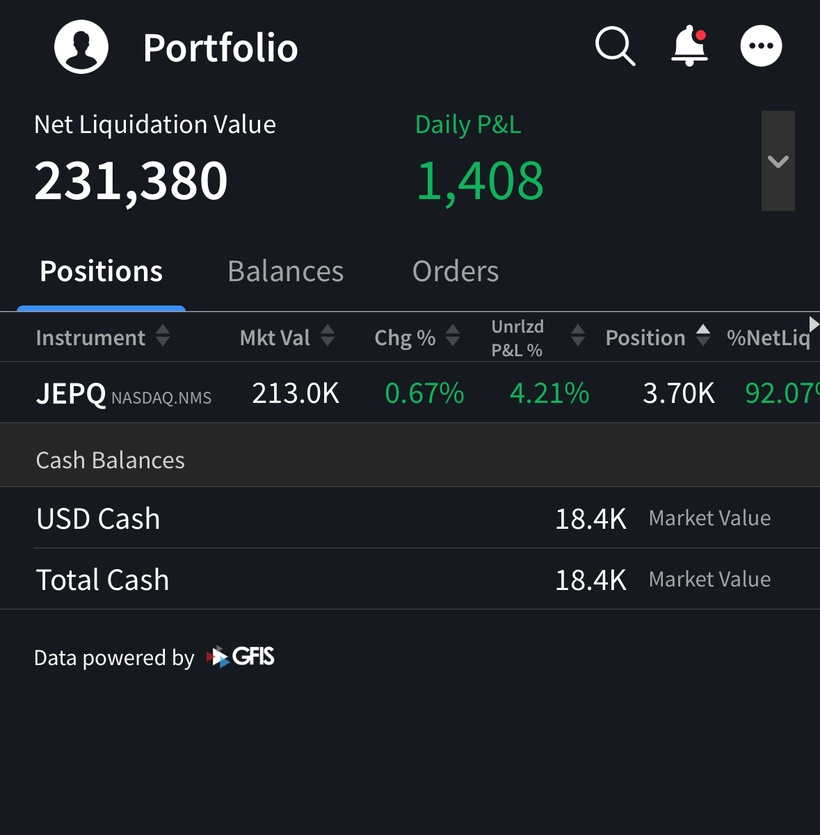 Portfolio
Net Liquidation Value Daily P&L
231,380 1,408
Positions Balances Orders
Instrument Mkt Val Chg % Unrlzd P&L % Position %NetLiq
JEPQ NASDAQ.NMS 213.0K 0.67% 4.21% 3.70K 92.07%
Cash Balances
USD Cash 18.4K Market Value
Total Cash 18.4K Market Value
Data powered by GFIS